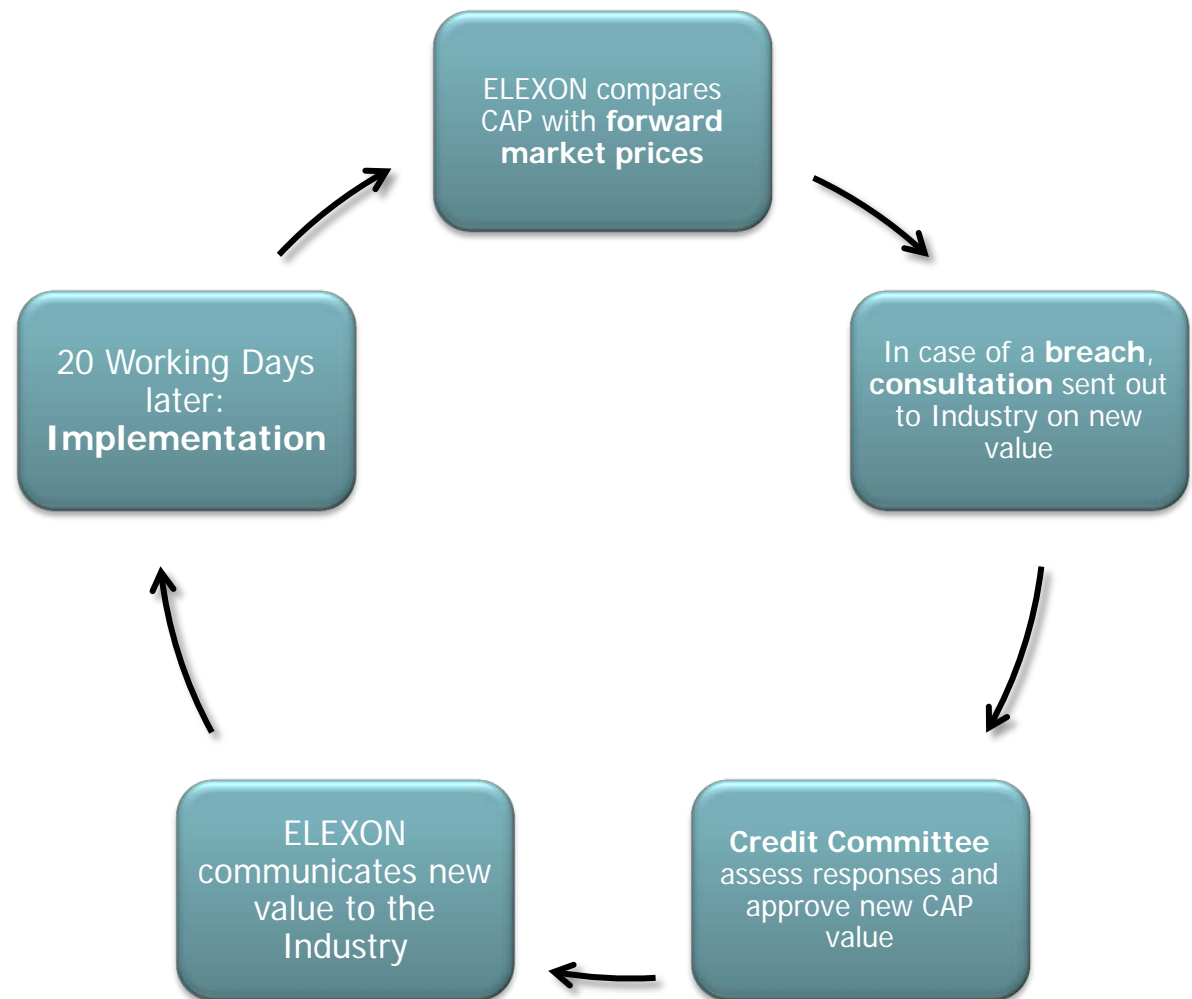 ELEXON compares
CAP with forward
market prices
In case of a breach,
consultation sent out
to Industry on new
value
Credit Committee
assess responses and
approve new CAP
value
ELEXON
communicates new
value to the
Industry
20 Working Days
later:
Implementation